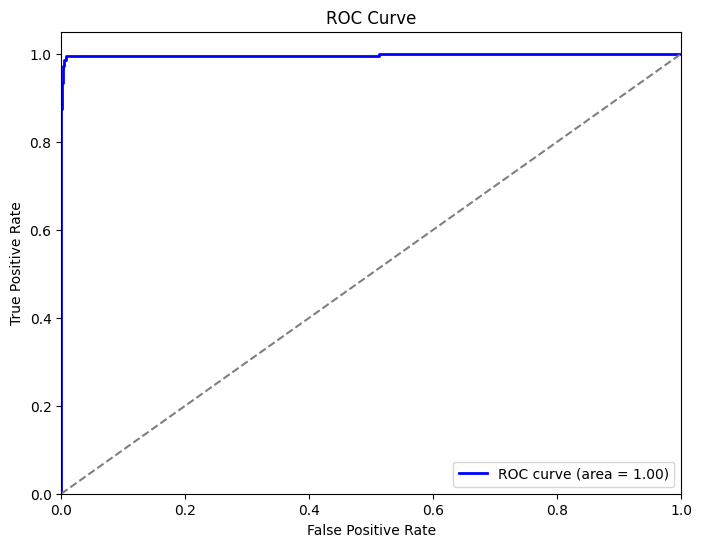 ROC Curve
True Positive Rate
1.0
0.8
0.6
0.4
0.2
0.0
0.0 0.2 0.4 0.6 0.8 1.0
False Positive Rate
ROC curve (area = 1.00)